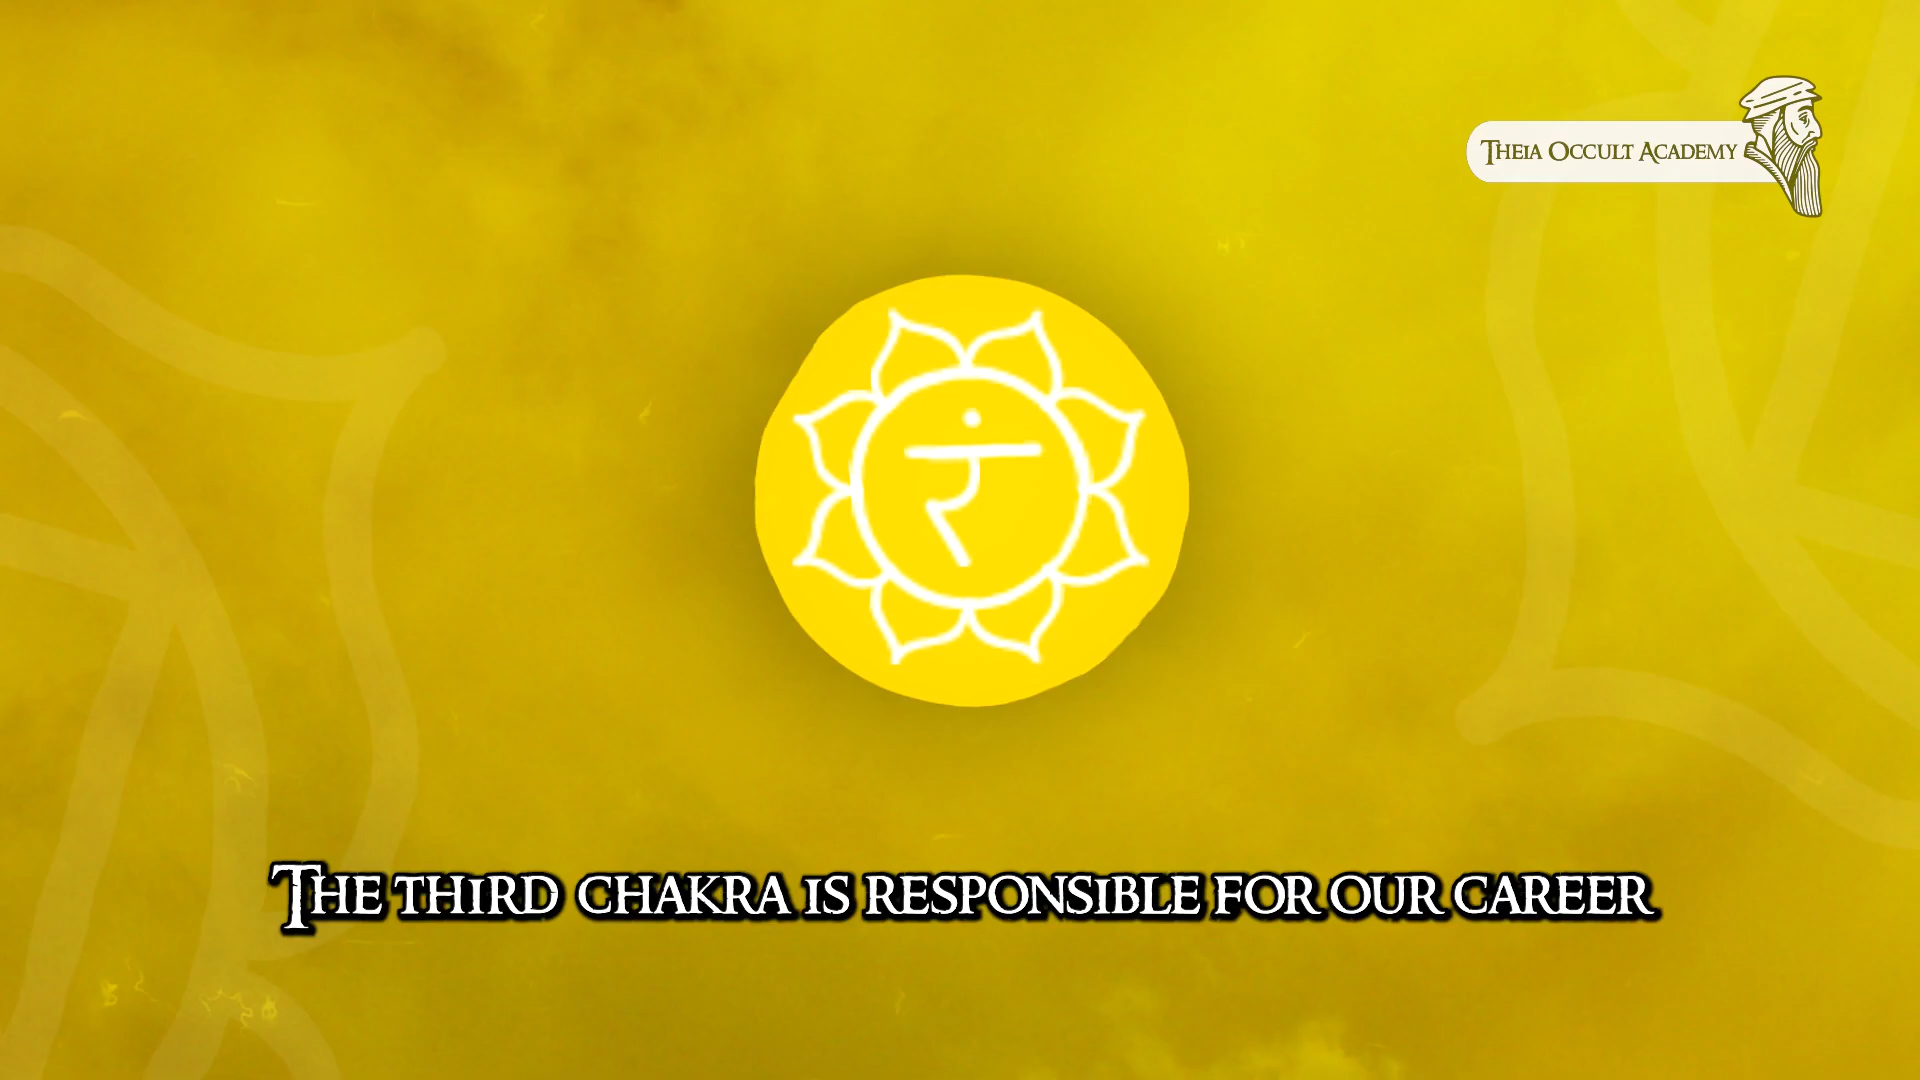 Theia Occult Academy
रं
The third chakra is responsible for our career